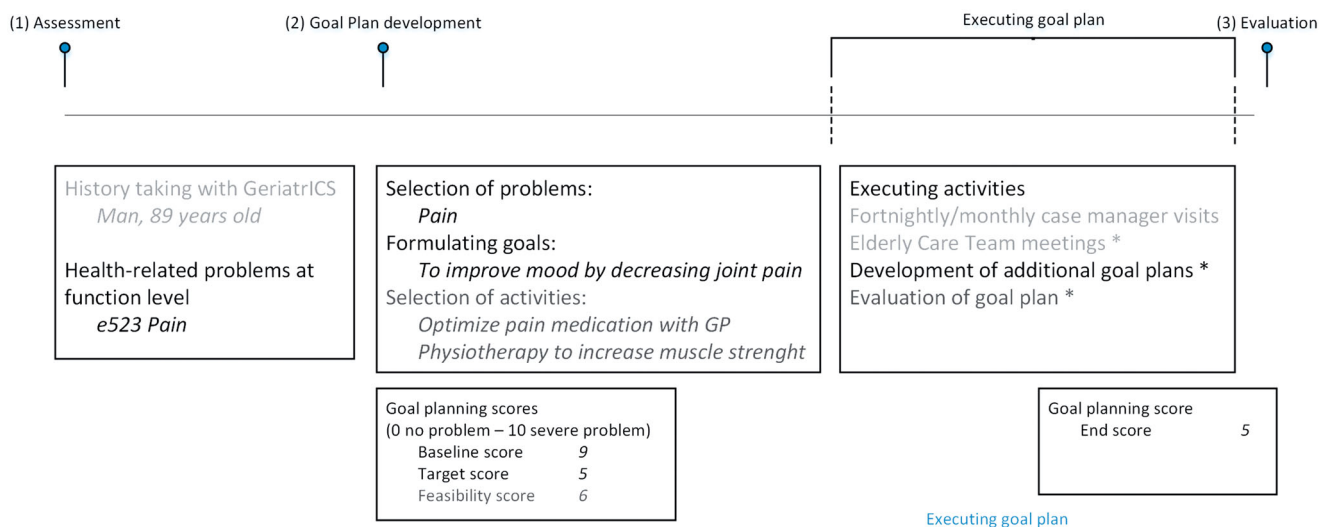 (1) Assessment
(2) Goal Plan development
Executing goal plan
(3) Evaluation
History taking with GeriatrICS
Man, 89 years old
Health-related problems at
function level
e523 Pain
Selection of problems:
Pain
Formulating goals:
To improve mood by decreasing joint pain
Selection of activities:
Optimize pain medication with GP
Physiotherapy to increase muscle strenght
Executing activities
Fortnightly/monthly case manager visits
Elderly Care Team meetings *
Development of additional goal plans *
Evaluation of goal plan *
Goal planning scores
(0 no problem – 10 severe problem)
Baseline score 9
Target score 5
Feasibility score 6
Goal planning score
End score 5
Executing goal plan